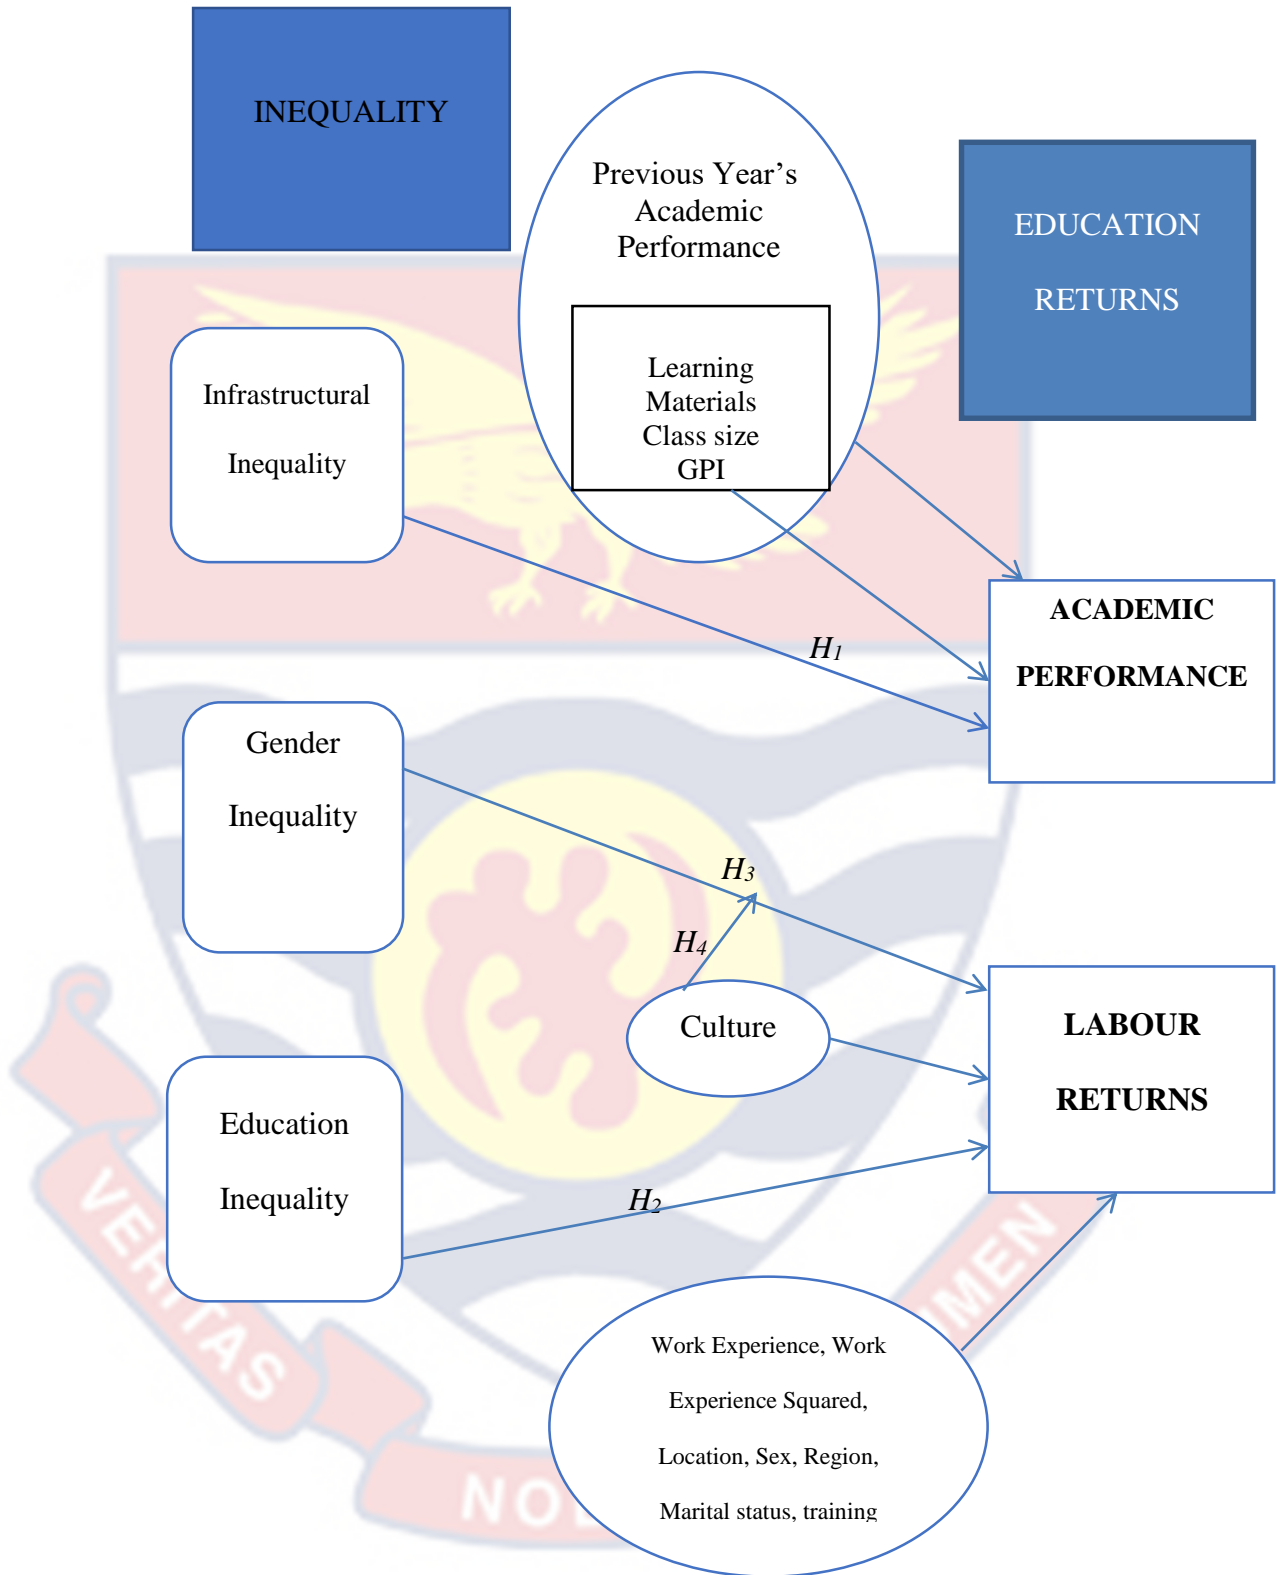 INEQUALITY
Previous Year’s
Academic
Performance
EDUCATION
RETURNS
Learning
Materials
Class size
GPI
Infrastructural
Inequality
H1
ACADEMIC
PERFORMANCE
Gender
Inequality
H3
H4
Culture
LABOUR
RETURNS
Education
Inequality
H2
Work Experience, Work
Experience Squared,
Location, Sex, Region,
Marital status, training
VERITAS
NOB
UMEN